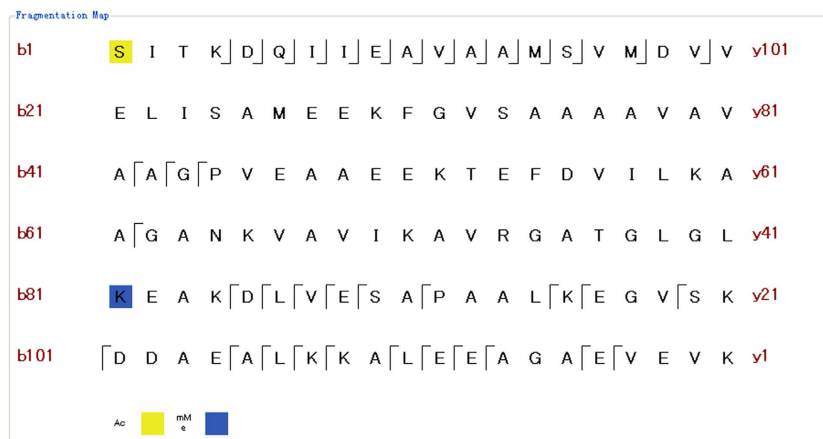 Fragmentation Map
b1 S I T K D Q I I E A V A A M S V M D V V y101
b21 E L I S A M E E K F G V S A A A A V A V y81
b41 A A G P V E A A E E K T E F D V I L K A y61
b61 A G A N K V A V I K A V R G A T G L G L y41
b81 K E A K D L V E S A P A A L K E G V S K y21
b101 D D A E A L K K A L E E A G A E V E V K y1
Ac mMe